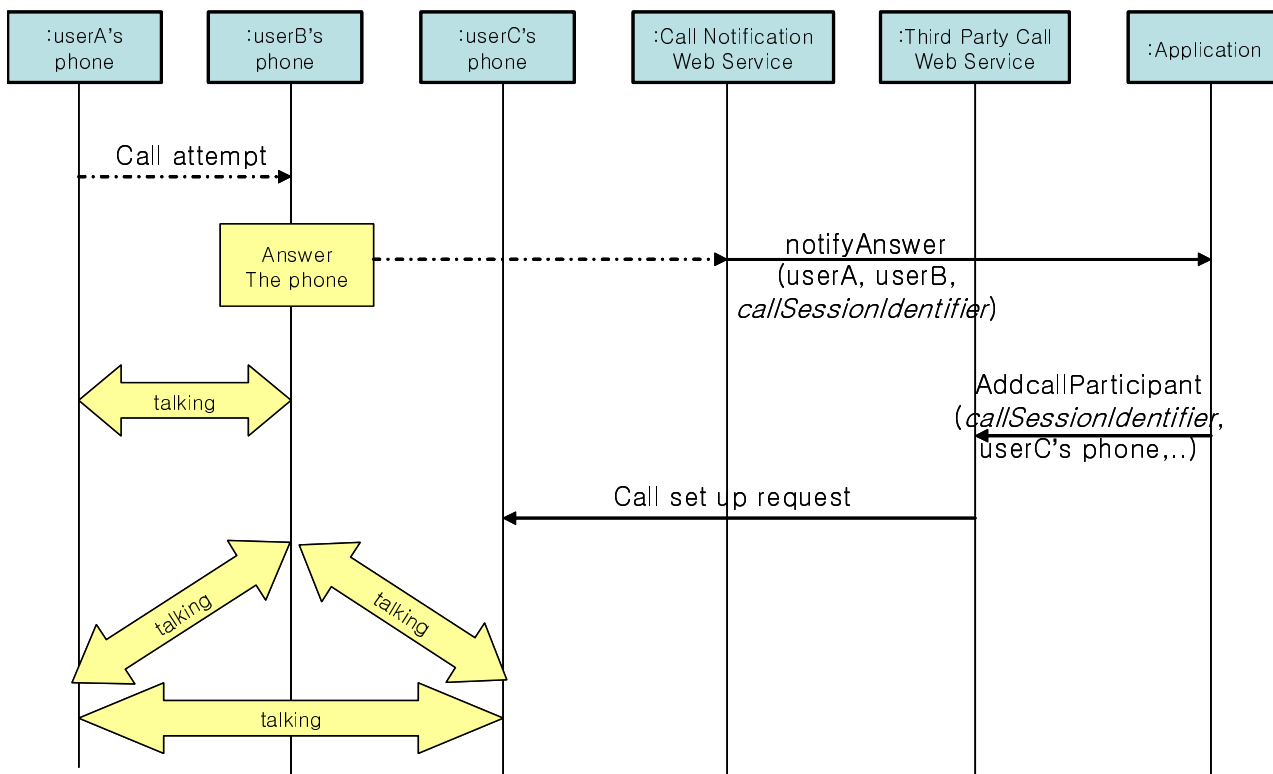 :userA's
phone
:userB's
phone
:userC's
phone
:Call Notification
Web Service
:Third Party Call
Web Service
:Application
Call attempt
Answer
The phone
notifyAnswer
(userA, userB,
callSessionIdentifier)
talking
AddcallParticipant
(callSessionIdentifier,
userC's phone,..)
Call set up request
talking
talking
talking